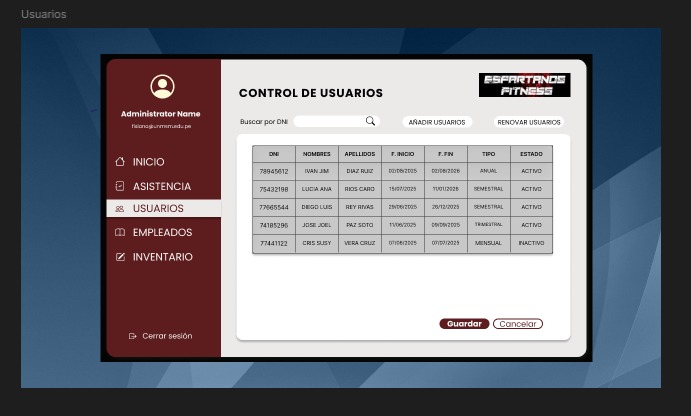 Usuarios
ESPARTANOS
FITNESS
CONTROL DE USUARIOS
Administrator Name
Buscar por DNI
AÑADIR USUARIOS
RENOVAR USUARIOS
DNI NOMBRES APELLIDOS F. INICIO F. FIN TIPO ESTADO
78945612 IVAN JIM DIAZ RUIZ 02/08/2025 02/08/2026 ANUAL ACTIVO
75432198 LUCIA ANA RIOS CARO 15/07/2025 11/01/2026 SEMESTRAL ACTIVO
77665544 DIEGO LUIS REY RIVAS 29/06/2025 26/12/2025 SEMESTRAL ACTIVO
74185296 JOSE JOEL PAZ SOTO 11/06/2025 09/09/2025 TRIMESTRAL ACTIVO
77441122 CRIS SUSY VERA CRUZ 07/06/2025 07/07/2025 MENSUAL INACTIVO
INICIO
ASISTENCIA
USUARIOS
EMPLEADOS
INVENTARIO
Guardar
Cancelar
Cerrar sesión